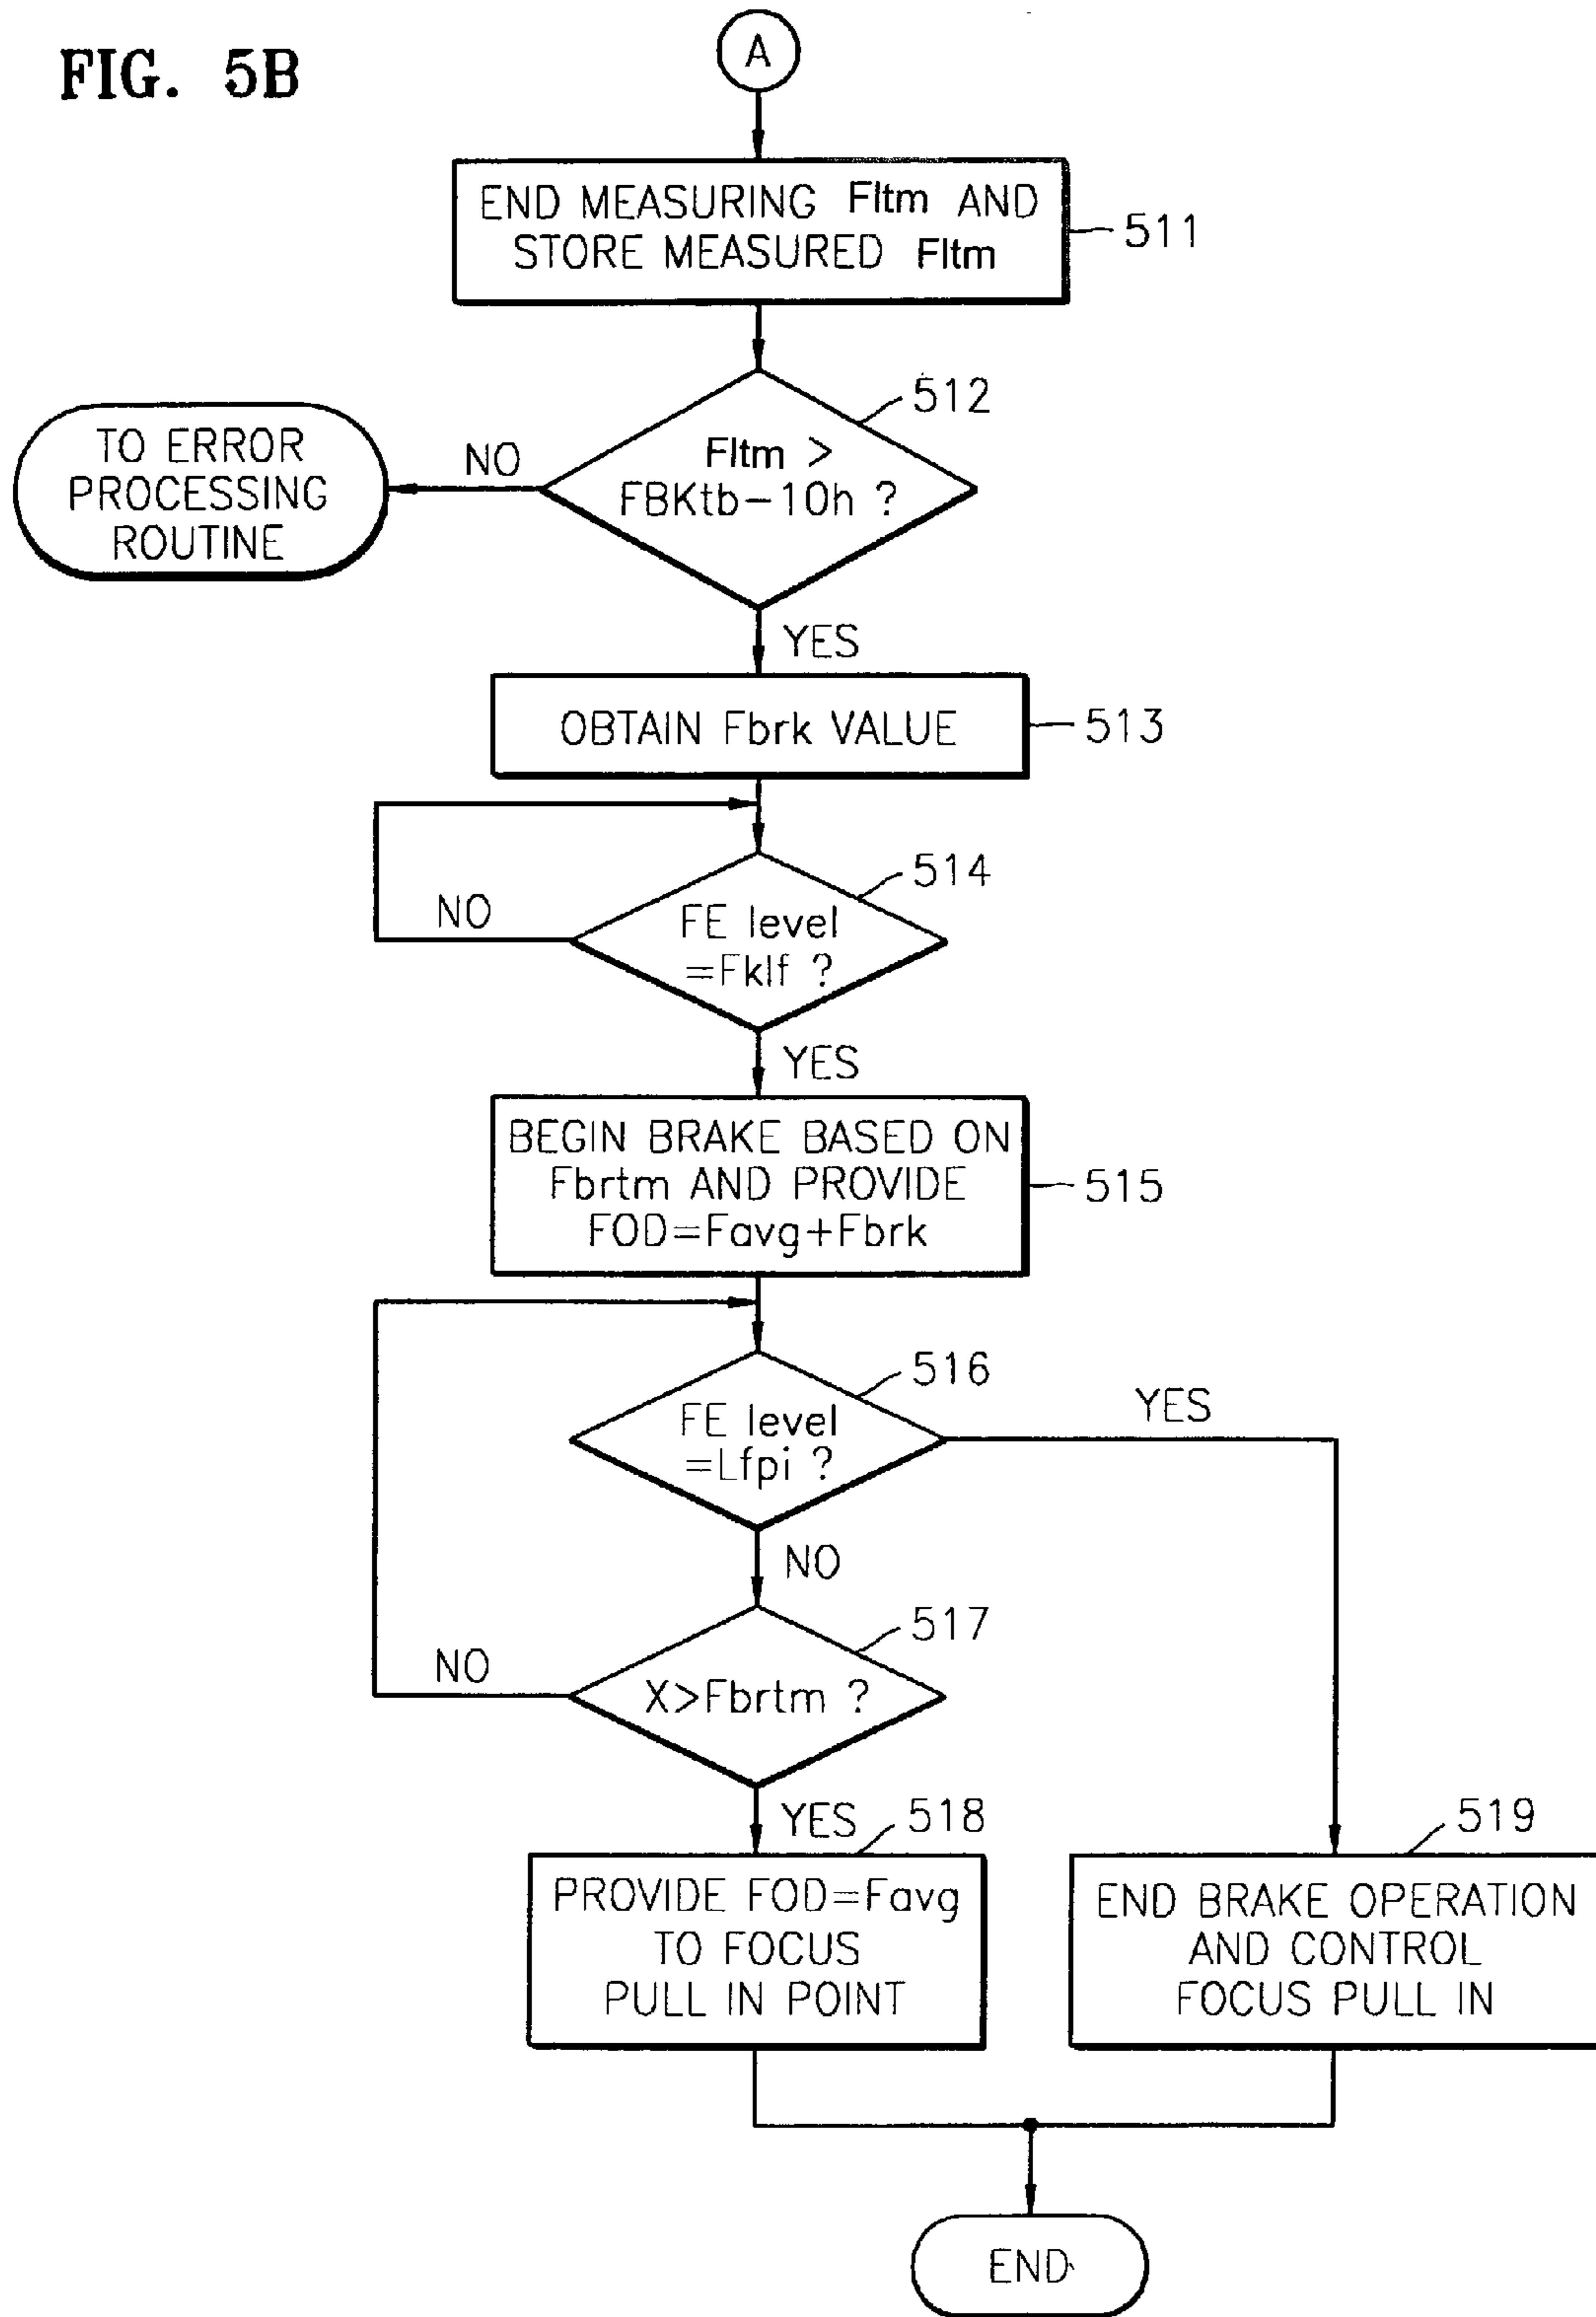 FIG. 5B
A
END MEASURING Fltm AND
STORE MEASURED Fltm
511
512
Fltm >
FBKtb-10h ?
NO
TO ERROR
PROCESSING
ROUTINE
YES
OBTAIN Fbrk VALUE
513
514
FE level
=Fklf ?
NO
YES
BEGIN BRAKE BASED ON
Fbrtm AND PROVIDE
FOD=Favg+Fbrk
515
516
FE level
=Lfpi ?
YES
NO
517
X>Fbrtm ?
NO
YES
518
PROVIDE FOD=Favg
TO FOCUS
PULL IN POINT
519
END BRAKE OPERATION
AND CONTROL
FOCUS PULL IN
END